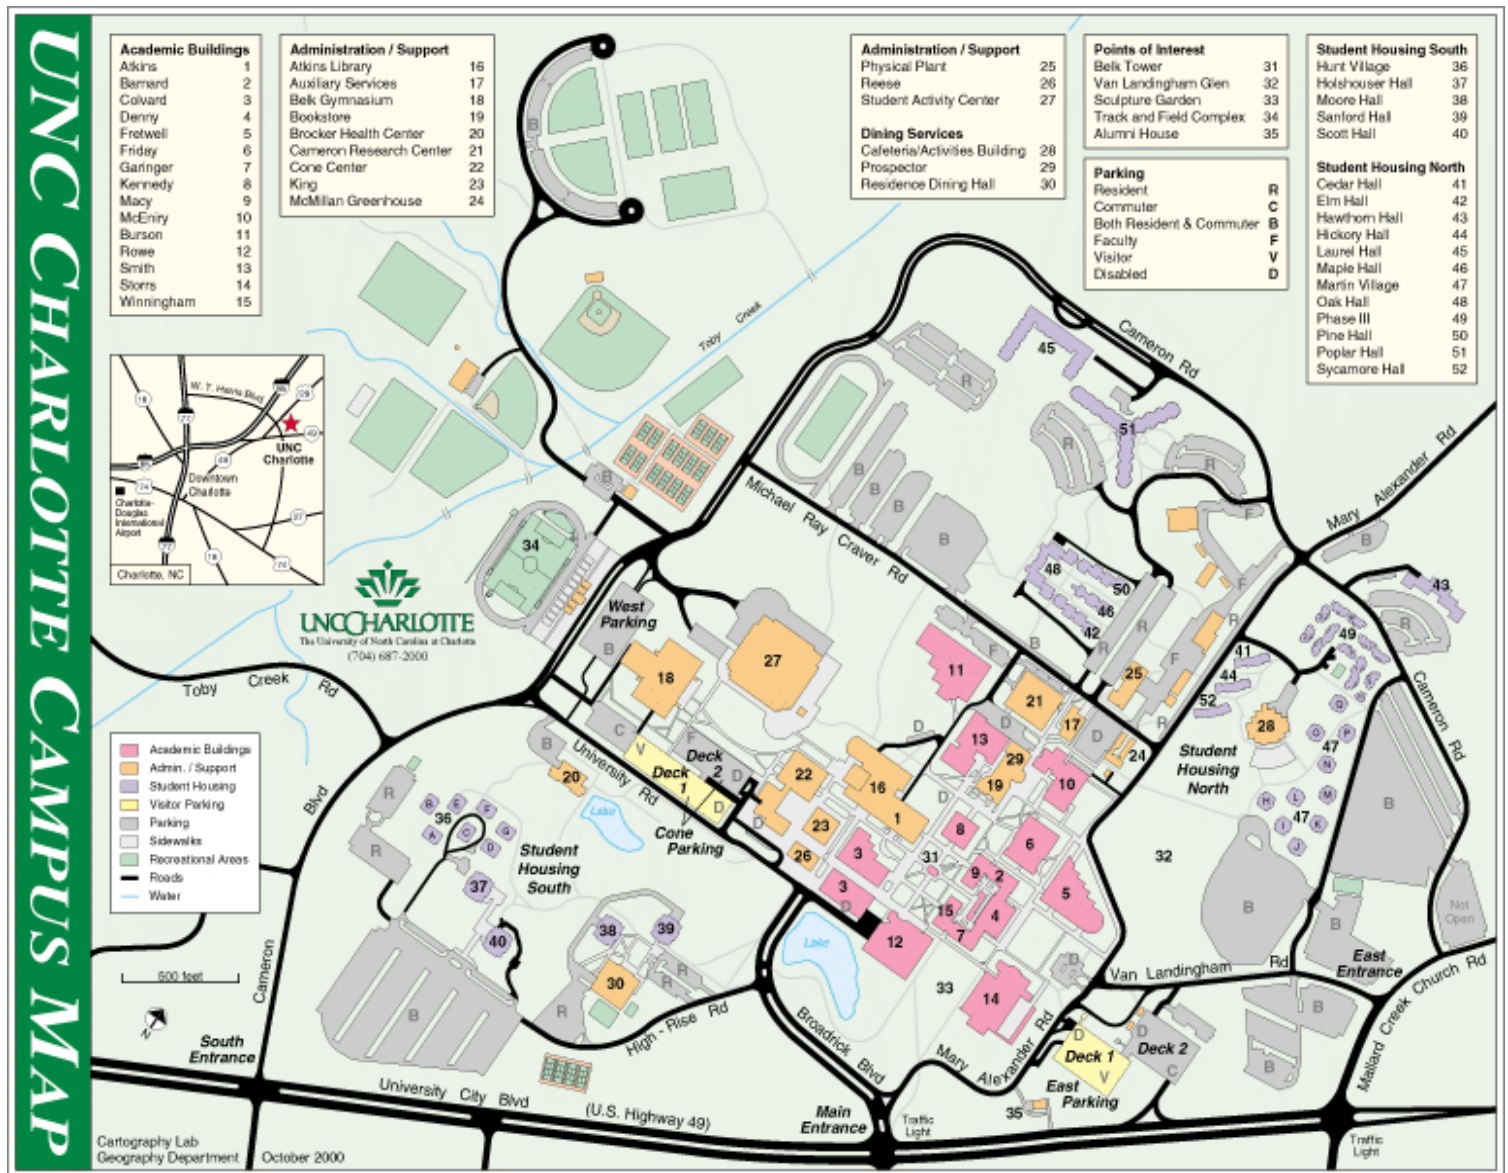 UNC CHARLOTTE CAMPUS MAP
Academic Buildings
Atkins 1
Barnard 2
Colvard 3
Denny 4
Fretwell 5
Friday 6
Garinger 7
Kennedy 8
Macy 9
McEniry 10
Burson 11
Rowe 12
Smith 13
Storrs 14
Winningham 15
Administration / Support
Atkins Library 16
Auxiliary Services 17
Belk Gymnasium 18
Bookstore 19
Brocker Health Center 20
Cameron Research Center 21
Cone Center 22
King 23
McMillan Greenhouse 24
Administration / Support
Physical Plant 25
Reese 26
Student Activity Center 27
Dining Services
Cafeteria/Activities Building 28
Prospector 29
Residence Dining Hall 30
Points of Interest
Belk Tower 31
Van Landingham Glen 32
Sculpture Garden 33
Track and Field Complex 34
Alumni House 35
Parking
Resident R
Commuter C
Both Resident & Commuter B
Faculty F
Visitor V
Disabled D
Student Housing South
Hunt Village 36
Holshouser Hall 37
Moore Hall 38
Sanford Hall 39
Scott Hall 40
Student Housing North
Cedar Hall 41
Elm Hall 42
Hawthorn Hall 43
Hickory Hall 44
Laurel Hall 45
Maple Hall 46
Martin Village 47
Oak Hall 48
Phase III 49
Pine Hall 50
Poplar Hall 51
Sycamore Hall 52
W. T. Harris Blvd
UNC
Charlotte
Downtown
Charlotte
Charlotte-
Douglas
International
Airport
Charlotte, NC
UNC CHARLOTTE
The University of North Carolina at Charlotte
(704) 687-2000
Academic Buildings
Admin. / Support
Student Housing
Visitor Parking
Parking
Sidewalks
Recreational Areas
Roads
Water
500 feet
N
Toby Creek
Cameron Rd
Mary Alexander Rd
Michael Ray Craver Rd
West
Parking
Toby Creek Rd
University Rd
Deck
1
Deck
2
Cone
Parking
Lake
Student
Housing
South
Student
Housing
North
Cameron Rd
Cameron Blvd
Lake
High - Rise Rd
Broadrick Blvd
Mary Alexander Rd
Van Landingham Rd
Not
Open
East
Entrance
Mallard Creek Church Rd
Deck 1
Deck 2
East
Parking
South
Entrance
University City Blvd
(U.S. Highway 49)
Main
Entrance
Traffic
Light
Traffic
Light
Cartography Lab
Geography Department
October 2000